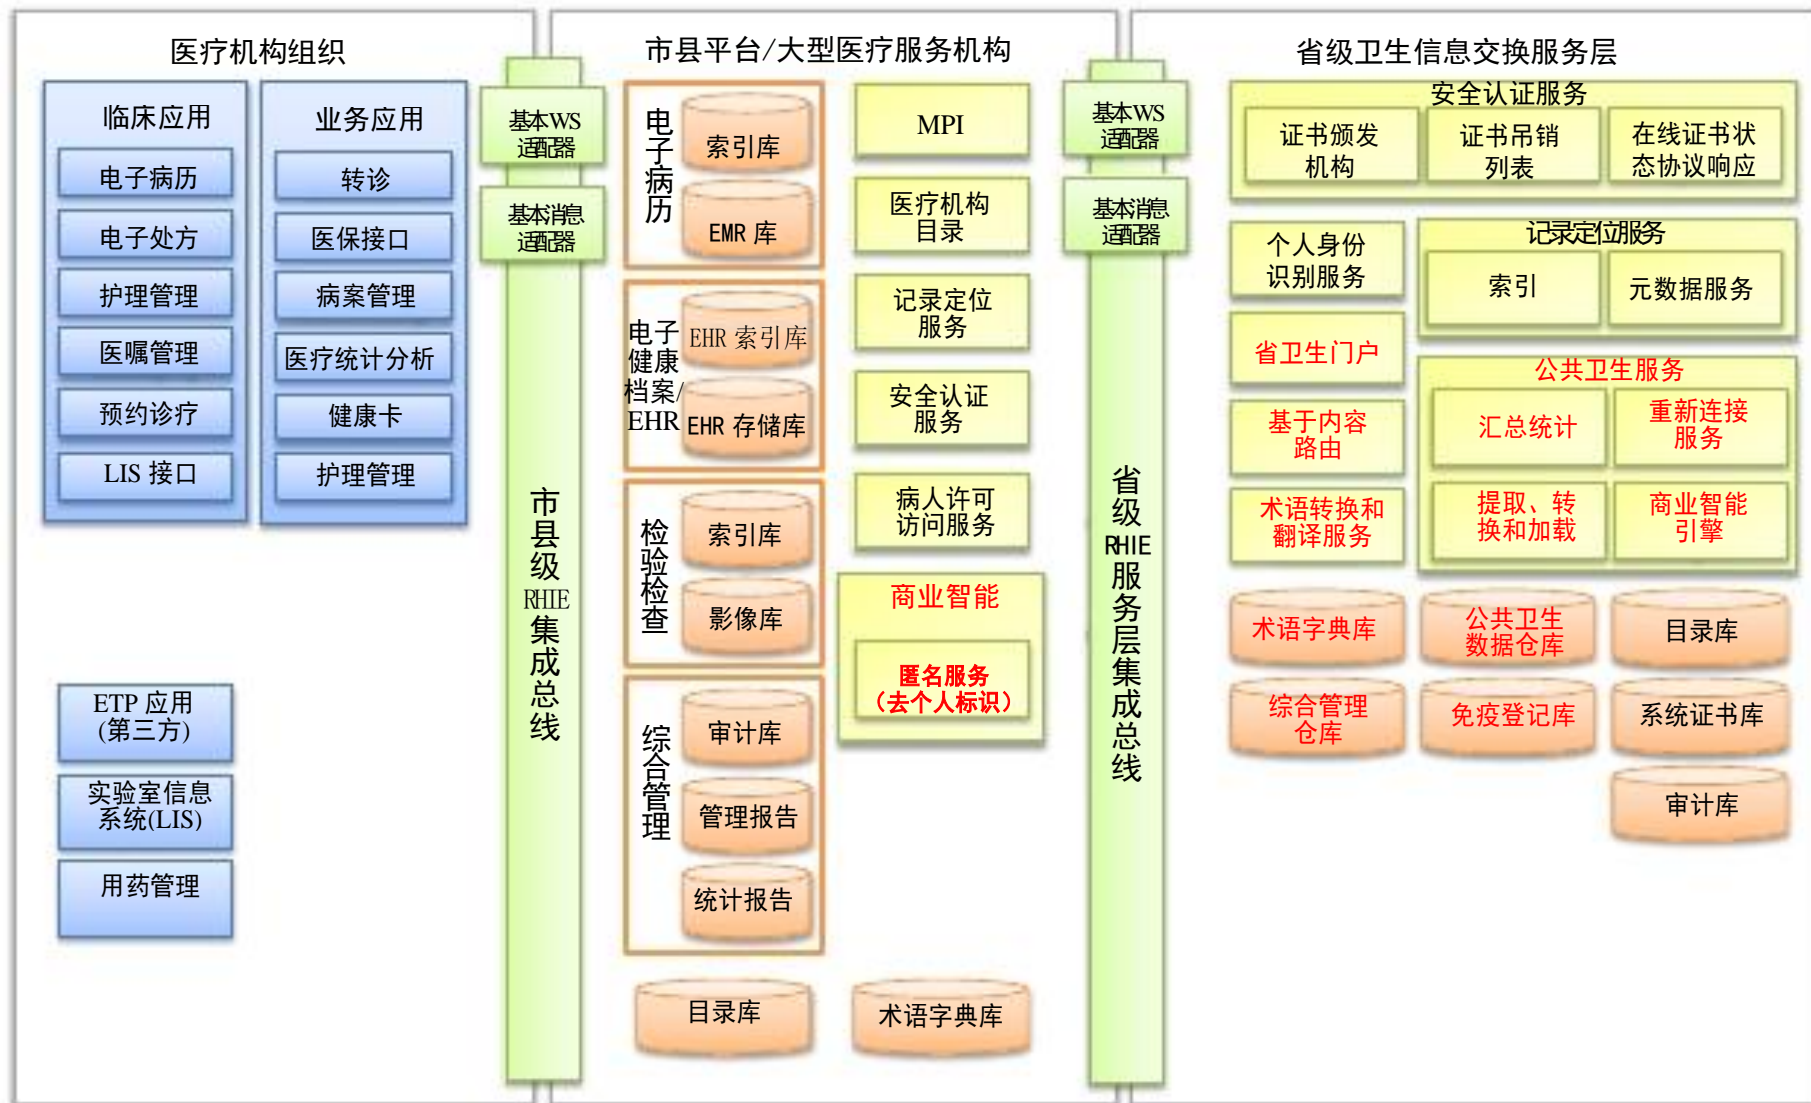 医疗机构组织
临床应用
电子病历
电子处方
护理管理
医嘱管理
预约诊疗
LIS 接口
业务应用
转诊
医保接口
病案管理
医疗统计分析
健康卡
护理管理
ETP 应用
(第三方)
实验室信息
系统(LIS)
用药管理
基本WS
适配器
基本消息
适配器
市县级RHIE集成总线
市县平台/大型医疗服务机构
电子病历
索引库
EMR 库
电子
健康
档案/
EHR
EHR 索引库
EHR 存储库
检验检查
索引库
影像库
综合管理
审计库
管理报告
统计报告
目录库
术语字典库
MPI
医疗机构
目录
记录定位
服务
安全认证
服务
病人许可
访问服务
商业智能
匿名服务
（去个人标识）
基本WS
适配器
基本消息
适配器
省级RHIE服务层集成总线
省级卫生信息交换服务层
安全认证服务
证书颁发
机构
证书吊销
列表
在线证书状
态协议响应
个人身份
识别服务
记录定位服务
索引
元数据服务
省卫生门户
基于内容
路由
术语转换和
翻译服务
公共卫生服务
汇总统计
重新连接
服务
提取、转
换和加载
商业智能
引擎
术语字典库
公共卫生
数据仓库
目录库
综合管理
仓库
免疫登记库
系统证书库
审计库